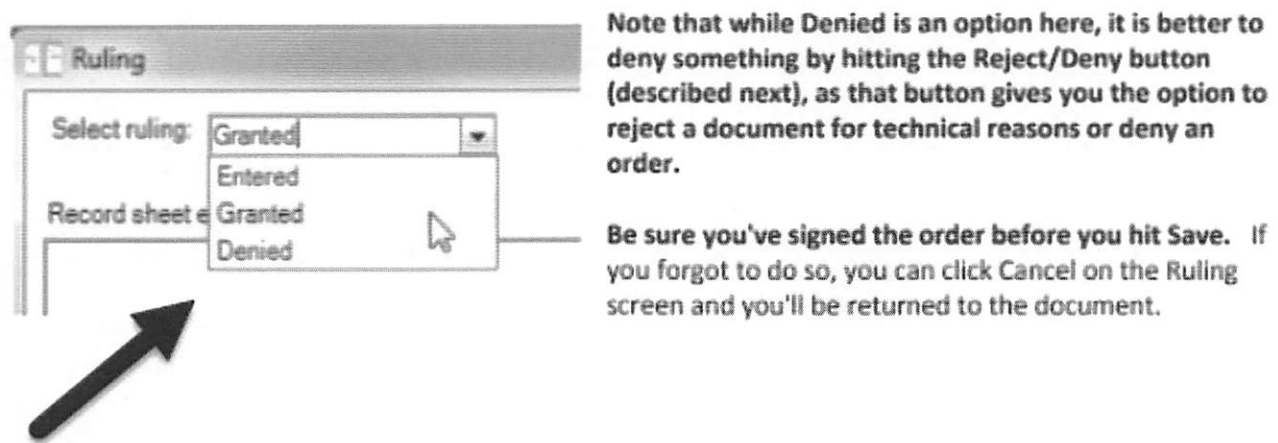 Ruling
Select ruling: Granted
Entered
Record sheet e Granted
Denied
Note that while Denied is an option here, it is better to
deny something by hitting the Reject/Deny button
(described next), as that button gives you the option to
reject a document for technical reasons or deny an
order.
Be sure you've signed the order before you hit Save. If
you forgot to do so, you can click Cancel on the Ruling
screen and you'll be returned to the document.